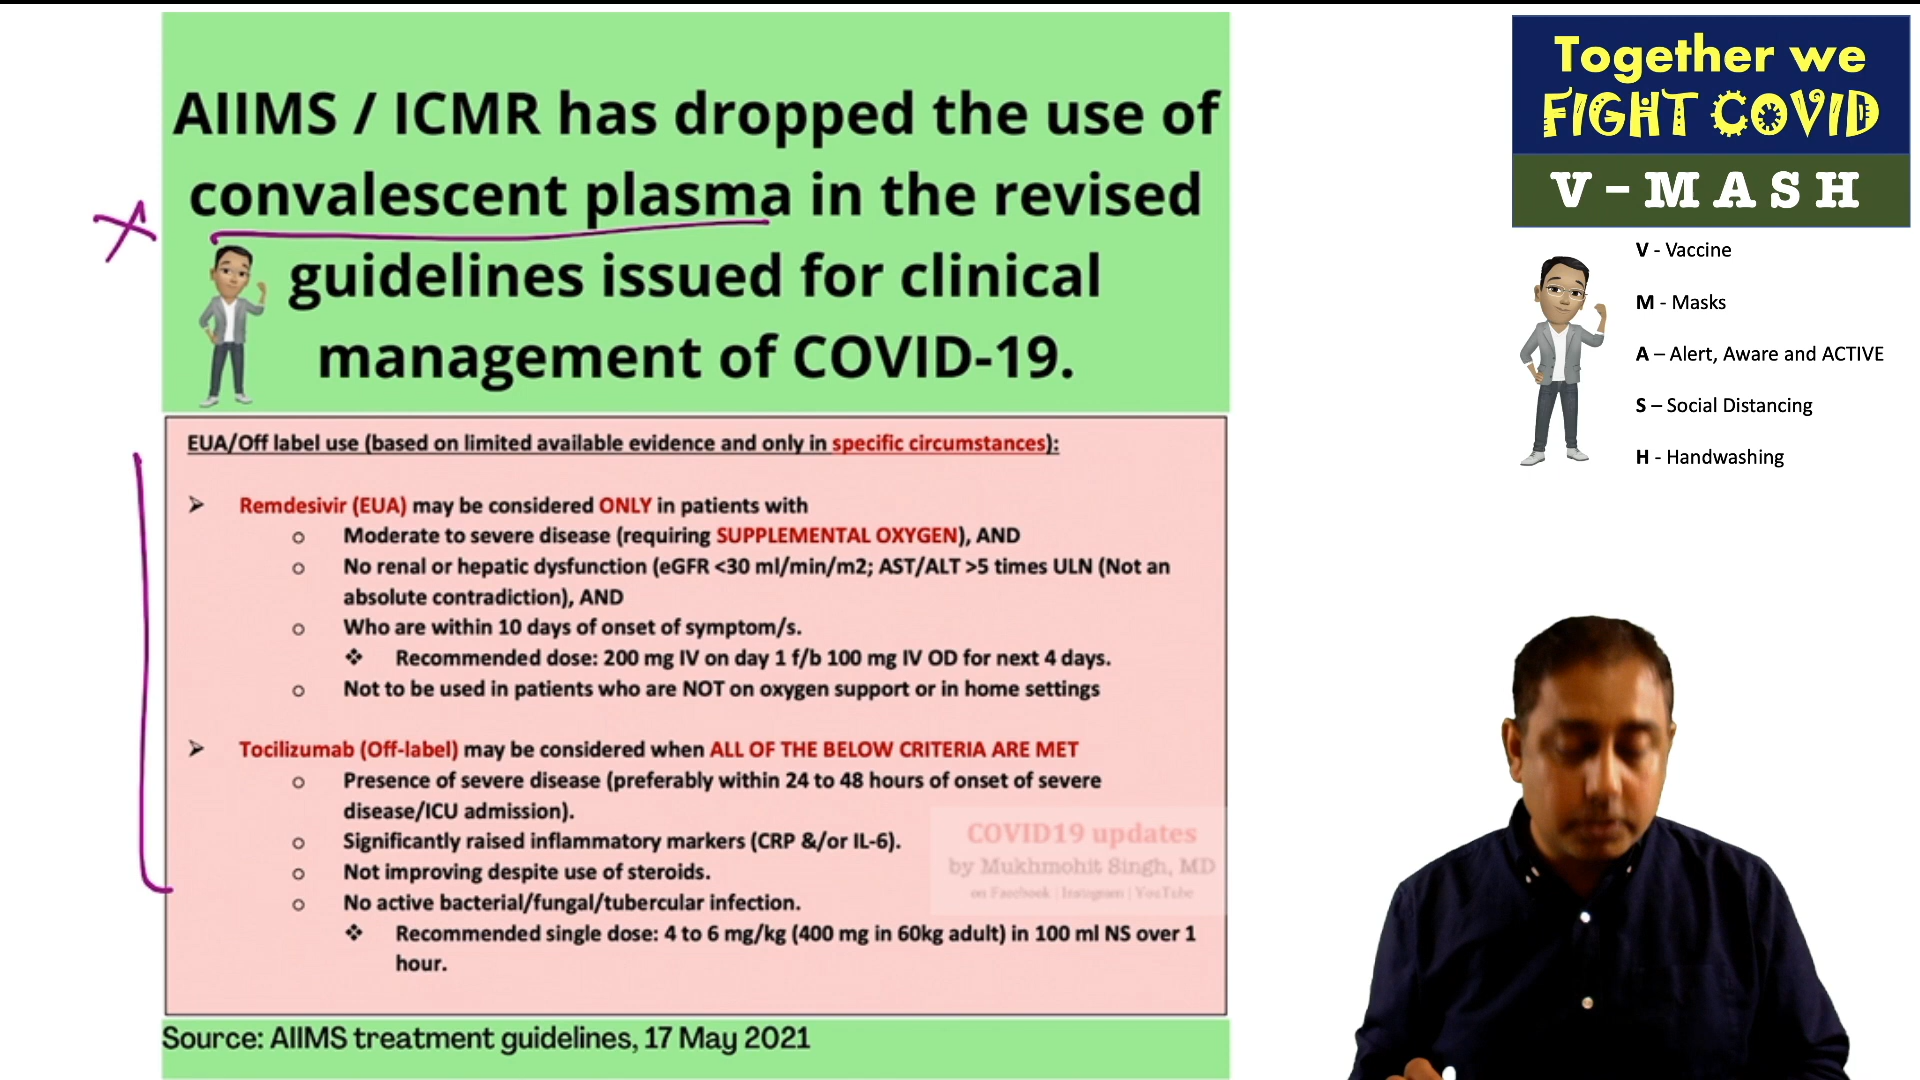 AIIMS / ICMR has dropped the use of
convalescent plasma in the revised
guidelines issued for clinical
management of COVID-19.
EUA/Off label use (based on limited available evidence and only in specific circumstances):
➢ Remdesivir (EUA) may be considered ONLY in patients with
o Moderate to severe disease (requiring SUPPLEMENTAL OXYGEN), AND
o No renal or hepatic dysfunction (eGFR <30 ml/min/m2; AST/ALT >5 times ULN (Not an
absolute contradiction), AND
o Who are within 10 days of onset of symptom/s.
❖ Recommended dose: 200 mg IV on day 1 f/b 100 mg IV OD for next 4 days.
o Not to be used in patients who are NOT on oxygen support or in home settings
➢ Tocilizumab (Off-label) may be considered when ALL OF THE BELOW CRITERIA ARE MET
o Presence of severe disease (preferably within 24 to 48 hours of onset of severe
disease/ICU admission).
o Significantly raised inflammatory markers (CRP &/or IL-6).
o Not improving despite use of steroids.
o No active bacterial/fungal/tubercular infection.
❖ Recommended single dose: 4 to 6 mg/kg (400 mg in 60kg adult) in 100 ml NS over 1
hour.
COVID19 updates
by Mukhmohit Singh, MD
on Facebook | Instagram | YouTube
Source: AIIMS treatment guidelines, 17 May 2021
Together we
FIGHT COVID
V - M A S H
V - Vaccine
M - Masks
A – Alert, Aware and ACTIVE
S – Social Distancing
H - Handwashing